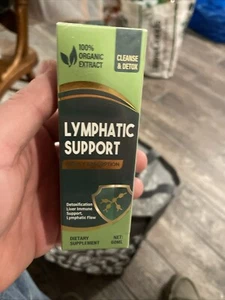 100%
ORGANIC
EXTRACT
CLEANSE
& DETOX
LYMPHATIC
SUPPORT
Detoxification
Liver Immune
Support,
Lymphatic Flow
DIETARY
SUPPLEMENT
NET